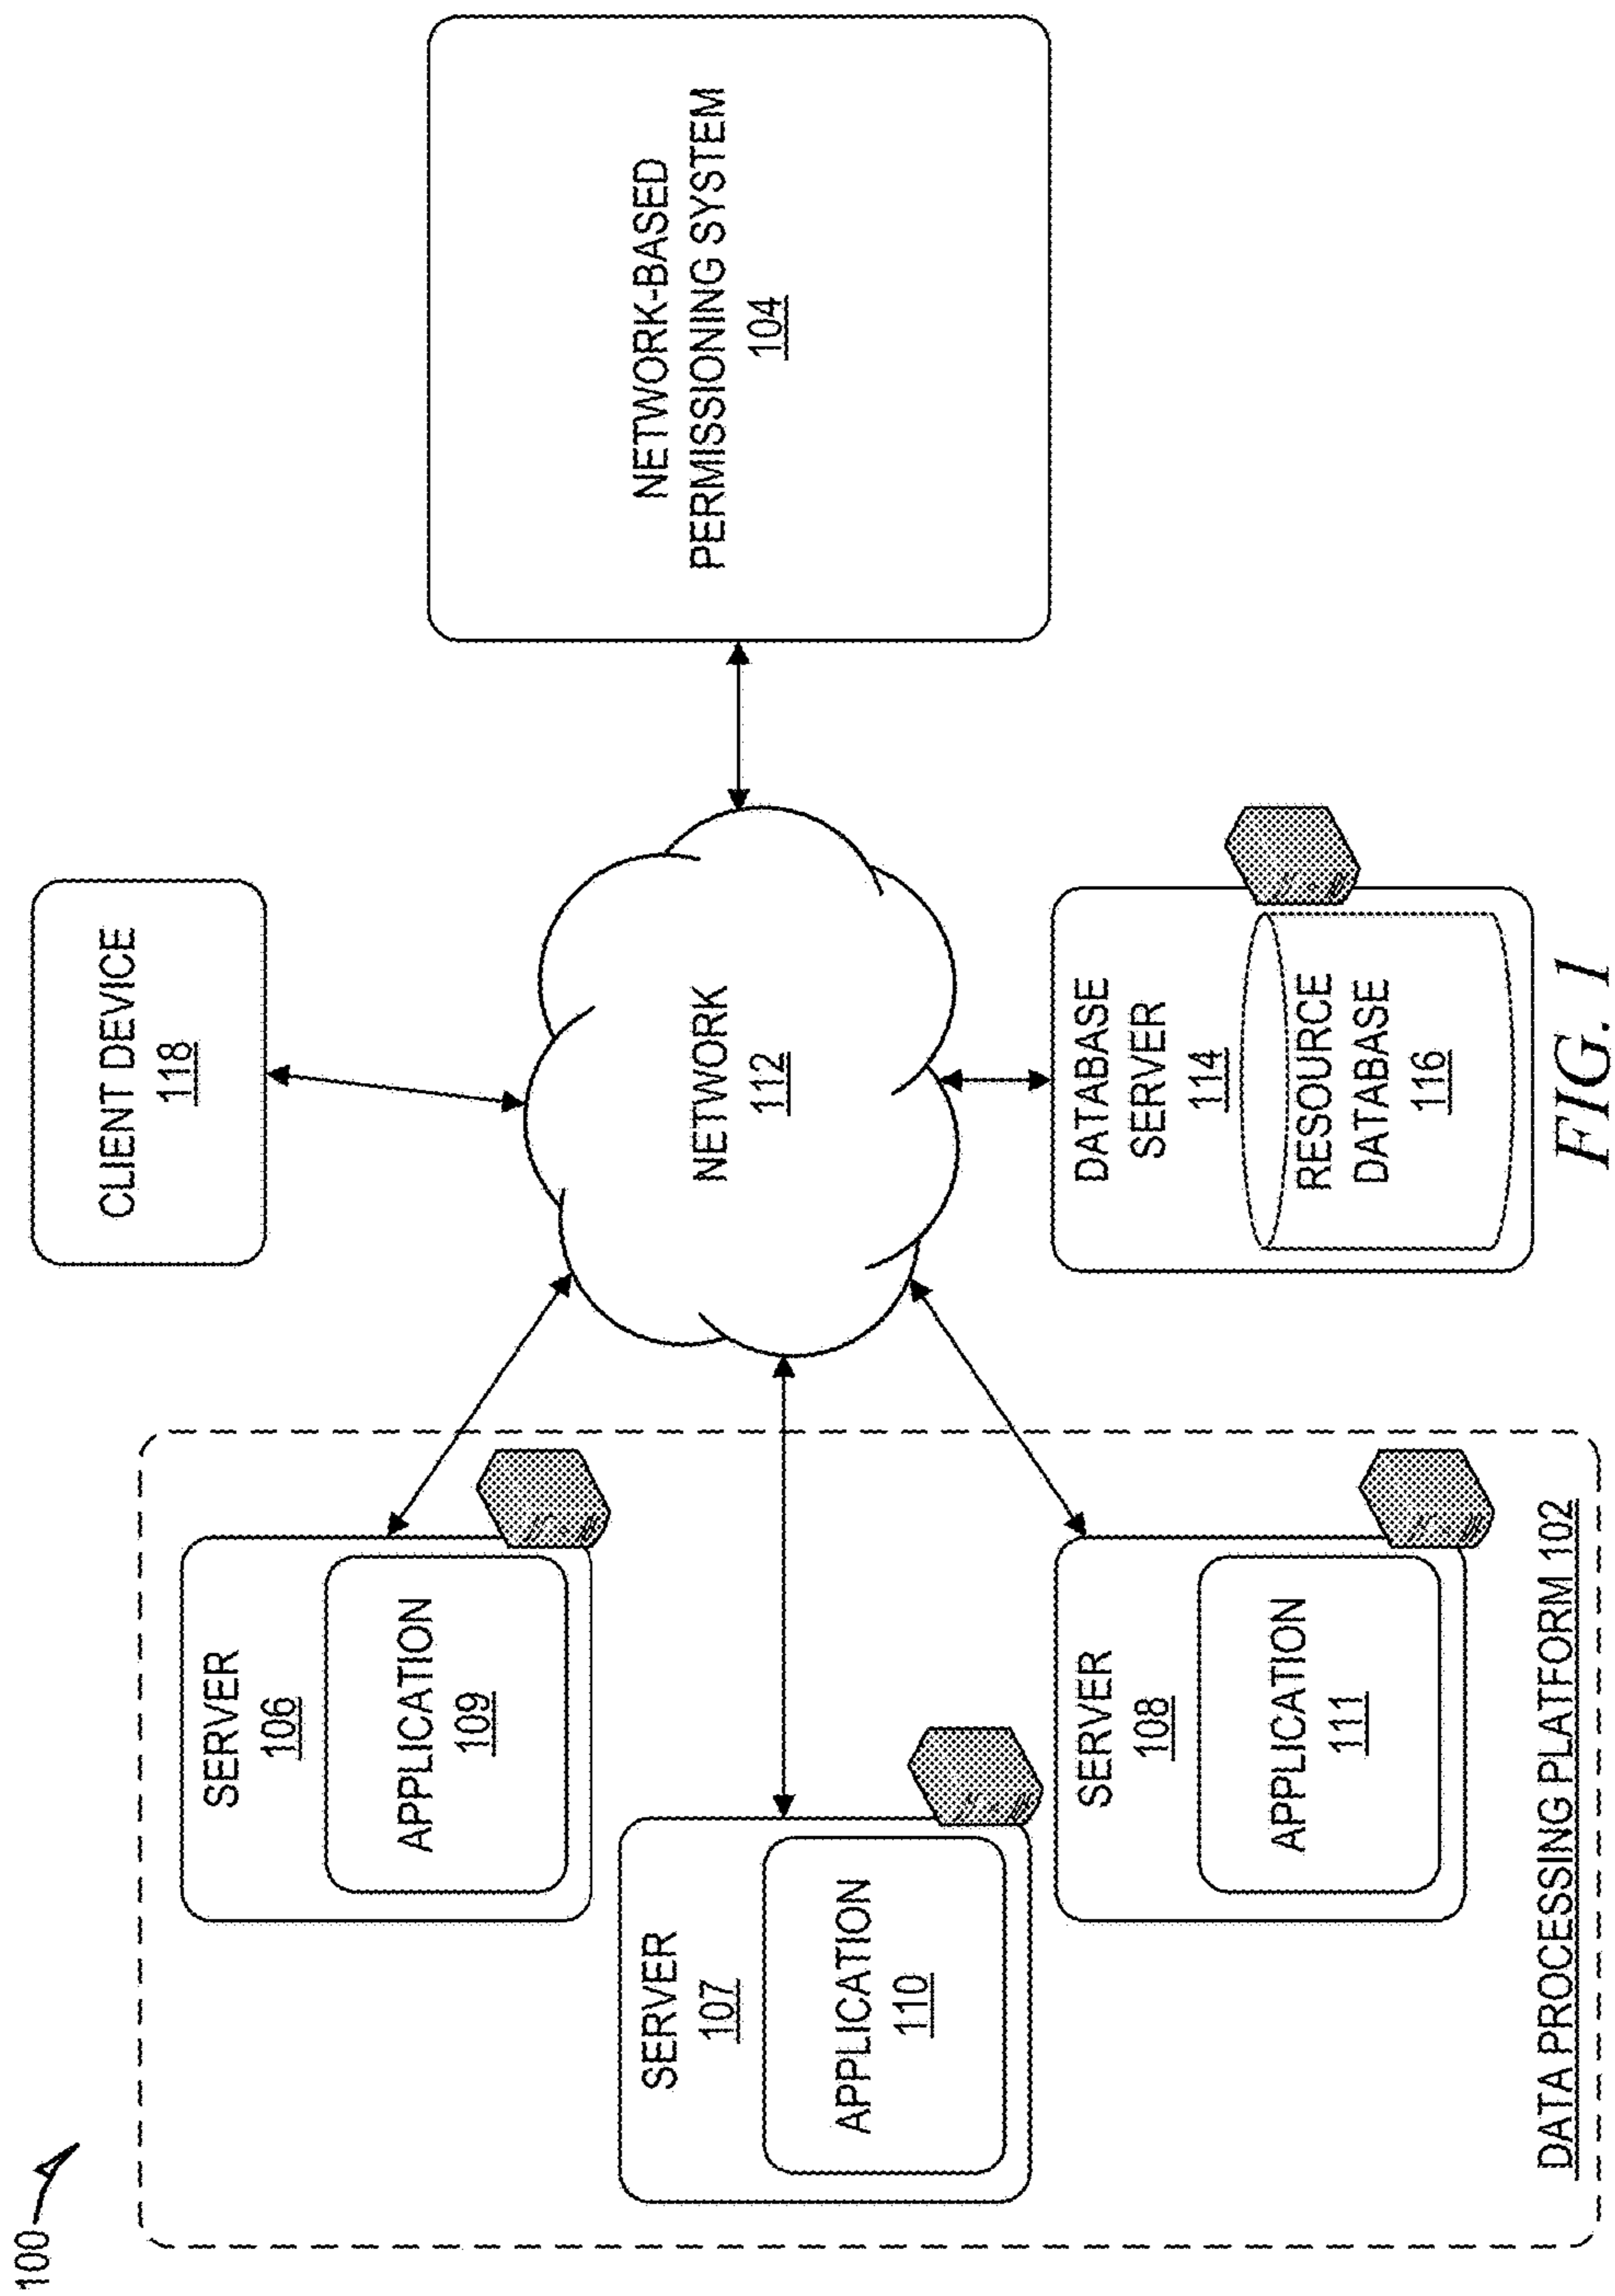 100
CLIENT DEVICE
118
SERVER
106
APPLICATION
109
SERVER
107
APPLICATION
110
SERVER
108
APPLICATION
111
DATA PROCESSING PLATFORM 102
NETWORK
112
NETWORK-BASED
PERMISSIONING SYSTEM
104
DATABASE
SERVER
114
RESOURCE
DATABASE
116
FIG. 1